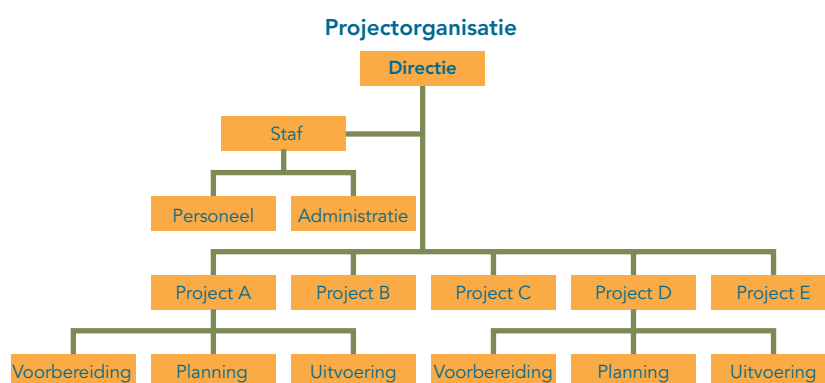 Projectorganisatie
Directie
Staf
Personeel
Administratie
Project A
Project B
Project C
Project D
Project E
Voorbereiding
Planning
Uitvoering
Voorbereiding
Planning
Uitvoering